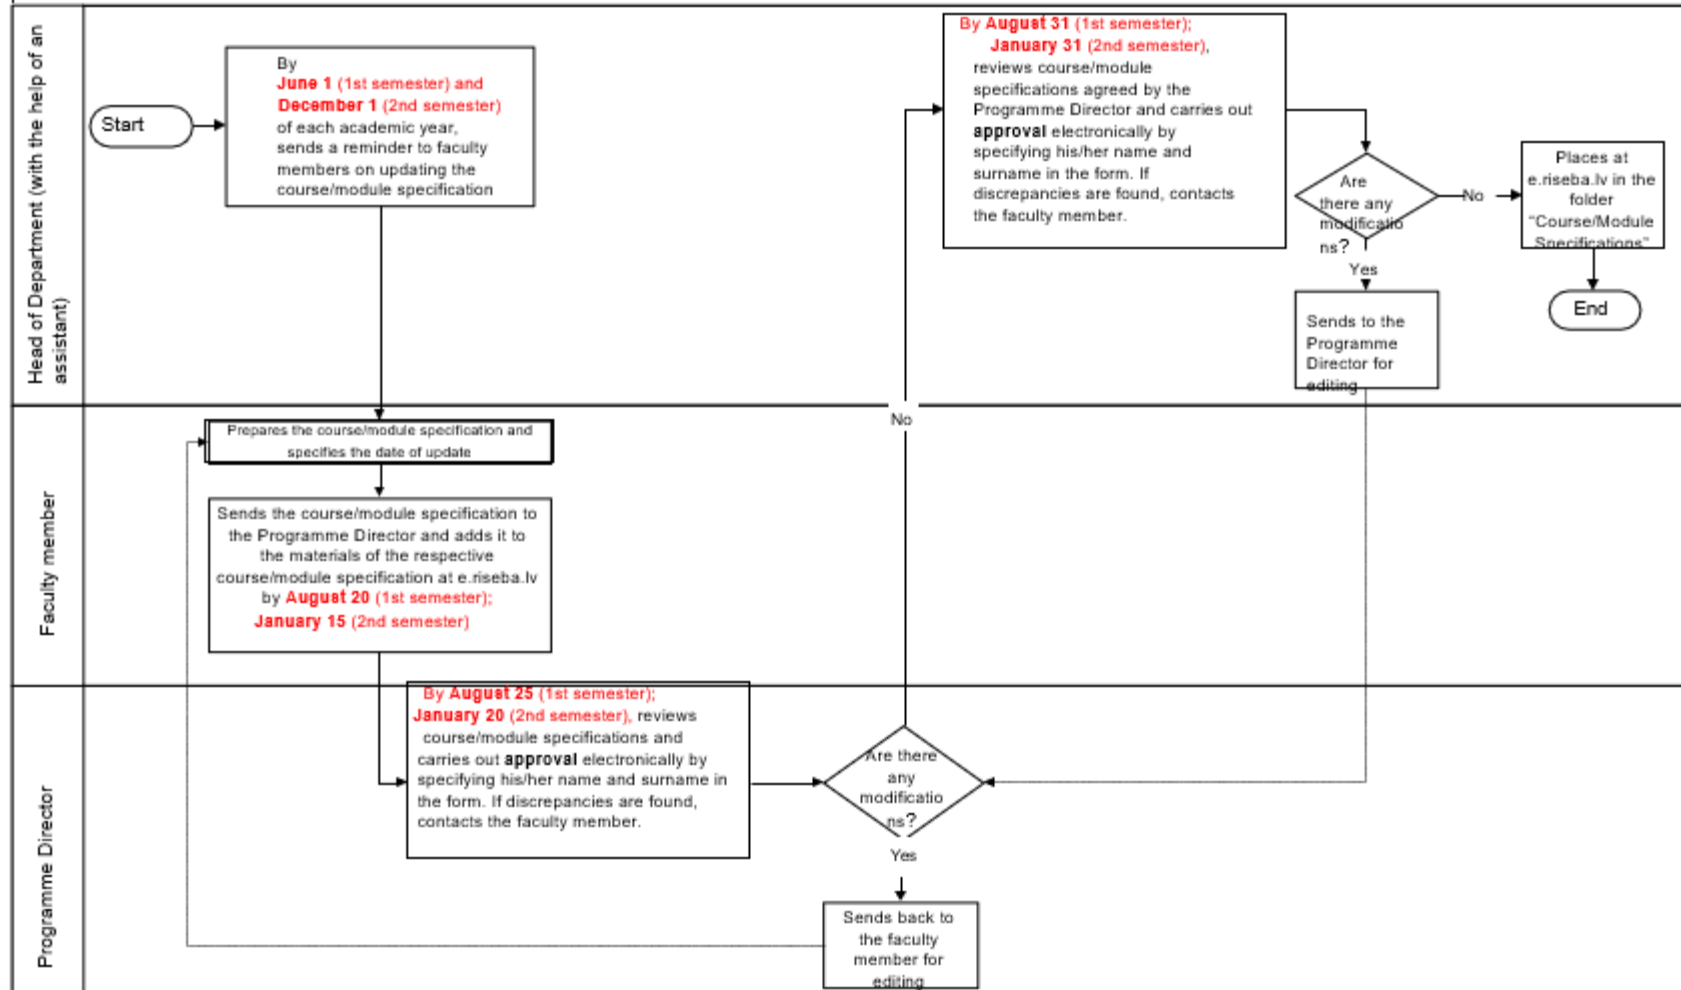 Head of Department (with the help of an
assistant)
Start
By
June 1 (1st semester) and
December 1 (2nd semester)
of each academic year,
sends a reminder to faculty
members on updating the
course/module specification
By August 31 (1st semester);
January 31 (2nd semester),
reviews course/module
specifications agreed by the
Programme Director and carries out
approval electronically by
specifying his/her name and
surname in the form. If
discrepancies are found, contacts
the faculty member.
Are
there any
modificatio
ns?
No
Yes
Places at
e.riseba.lv in the
folder
"Course/Module
Specifications"
End
Sends to the
Programme
Director for
editing
Faculty member
Prepares the course/module specification and
specifies the date of update
Sends the course/module specification to
the Programme Director and adds it to
the materials of the respective
course/module specification at e.riseba.lv
by August 20 (1st semester);
January 15 (2nd semester)
No
Programme Director
By August 25 (1st semester);
January 20 (2nd semester), reviews
course/module specifications and
carries out approval electronically by
specifying his/her name and surname in
the form. If discrepancies are found,
contacts the faculty member.
Are there
any
modificatio
ns?
Yes
Sends back to
the faculty
member for
editing